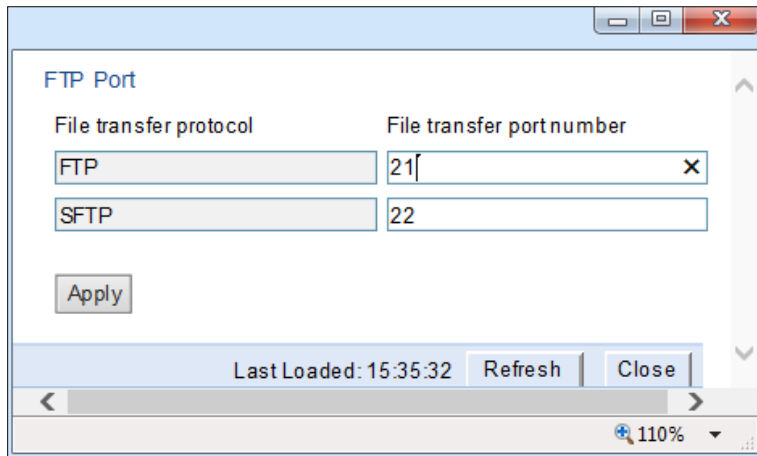 FTP Port
File transfer protocol File transfer port number
FTP 21
SFTP 22
Apply
Last Loaded: 15:35:32 Refresh Close
110%